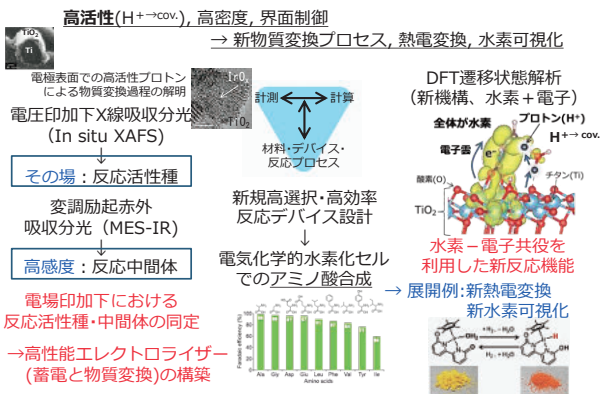 高活性(H⁺→cov.), 高密度, 界面制御
→ 新物質変換プロセス, 熱電変換, 水素可視化
TiO₂
Ti
電極表面での高活性プロトン
による物質変換過程の解明
電圧印加下X線吸収分光
(In situ XAFS)
↓
その場：反応活性種
↓
変調励起赤外
吸収分光（MES-IR）
↓
高感度：反応中間体
電場印加下における
反応活性種・中間体の同定
→高性能エレクトロライザー
(蓄電と物質変換)の構築
IrO₂
TiO₂
計測
計算
材料・デバイス・
反応プロセス
新規高選択・高効率
反応デバイス設計
↓
電気化学的水素化セル
でのアミノ酸合成
Faradaic efficiency (%)
100
80
60
40
20
0
Ala Gly Asp Glu Leu Phe Val Tyr Ile
Amino acids
DFT遷移状態解析
（新機構、水素＋電子）
全体が水素
プロトン(H⁺)
H⁺→cov.
電子雲
e⁻
酸素(O)
チタン(Ti)
TiO₂
水素－電子共役を
利用した新反応機能
→ 展開例:新熱電変換
新水素可視化
+ H₂, − H₂O
− H₂, + H₂O